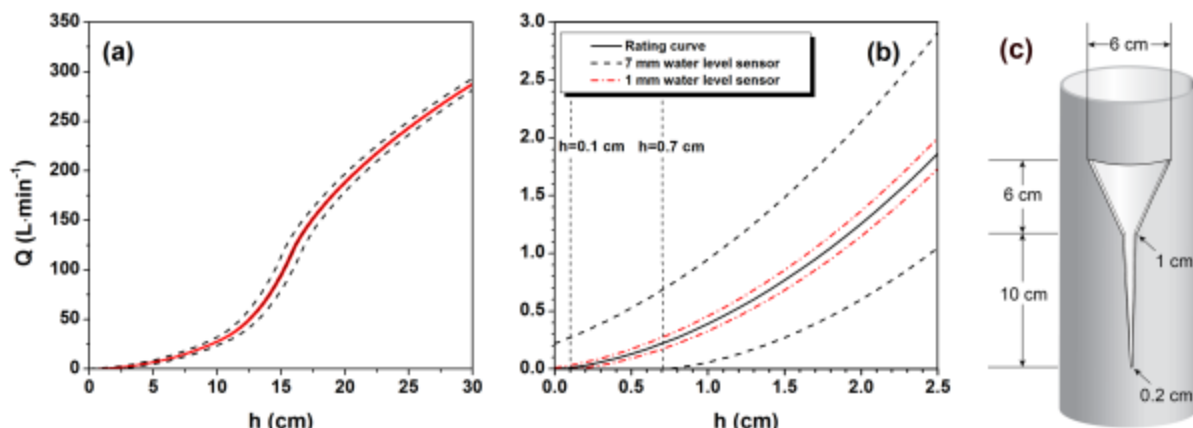 (a)
Q (L·min⁻¹)
350
300
250
200
150
100
50
0
0 5 10 15 20 25 30
h (cm)
(b)
Rating curve
7 mm water level sensor
1 mm water level sensor
h=0.1 cm h=0.7 cm
3.0
2.5
2.0
1.5
1.0
0.5
0.0
0.0 0.5 1.0 1.5 2.0 2.5
h (cm)
(c)
6 cm
6 cm
1 cm
10 cm
0.2 cm